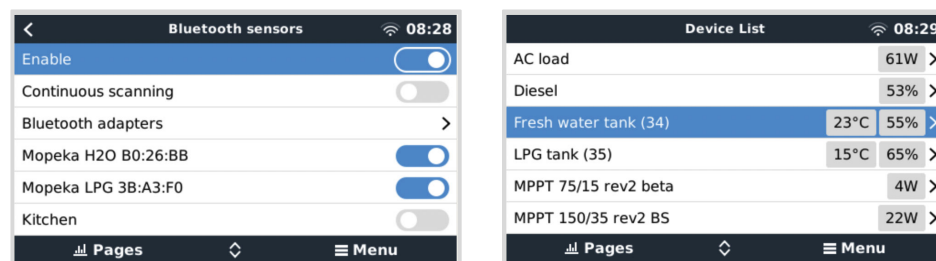 Bluetooth sensors 08:28
Enable
Continuous scanning
Bluetooth adapters
Mopeka H2O B0:26:BB
Mopeka LPG 3B:A3:F0
Kitchen
Pages Menu
Device List 08:29
AC load 61W
Diesel 53%
Fresh water tank (34) 23°C 55%
LPG tank (35) 15°C 65%
MPPT 75/15 rev2 beta 4W
MPPT 150/35 rev2 BS 22W
Pages Menu